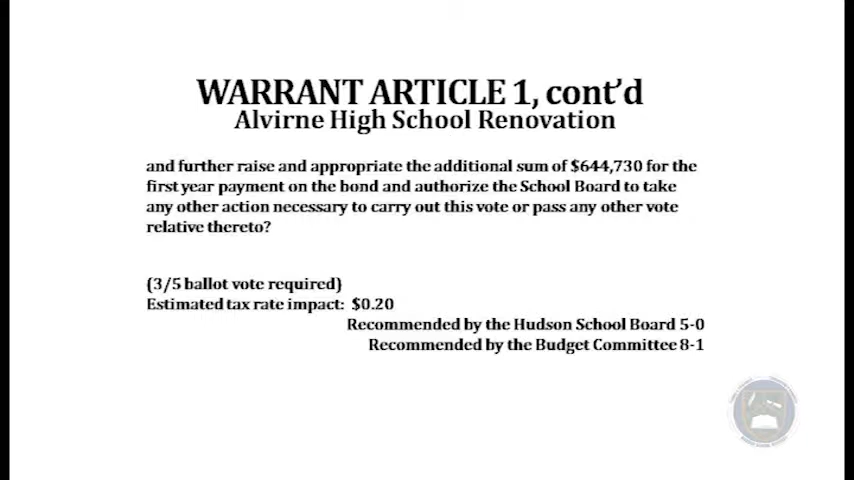 WARRANT ARTICLE 1, cont'd
Alvirne High School Renovation
and further raise and appropriate the additional sum of $644,730 for the
first year payment on the bond and authorize the School Board to take
any other action necessary to carry out this vote or pass any other vote
relative thereto?
(3/5 ballot vote required)
Estimated tax rate impact: $0.20
Recommended by the Hudson School Board 5-0
Recommended by the Budget Committee 8-1